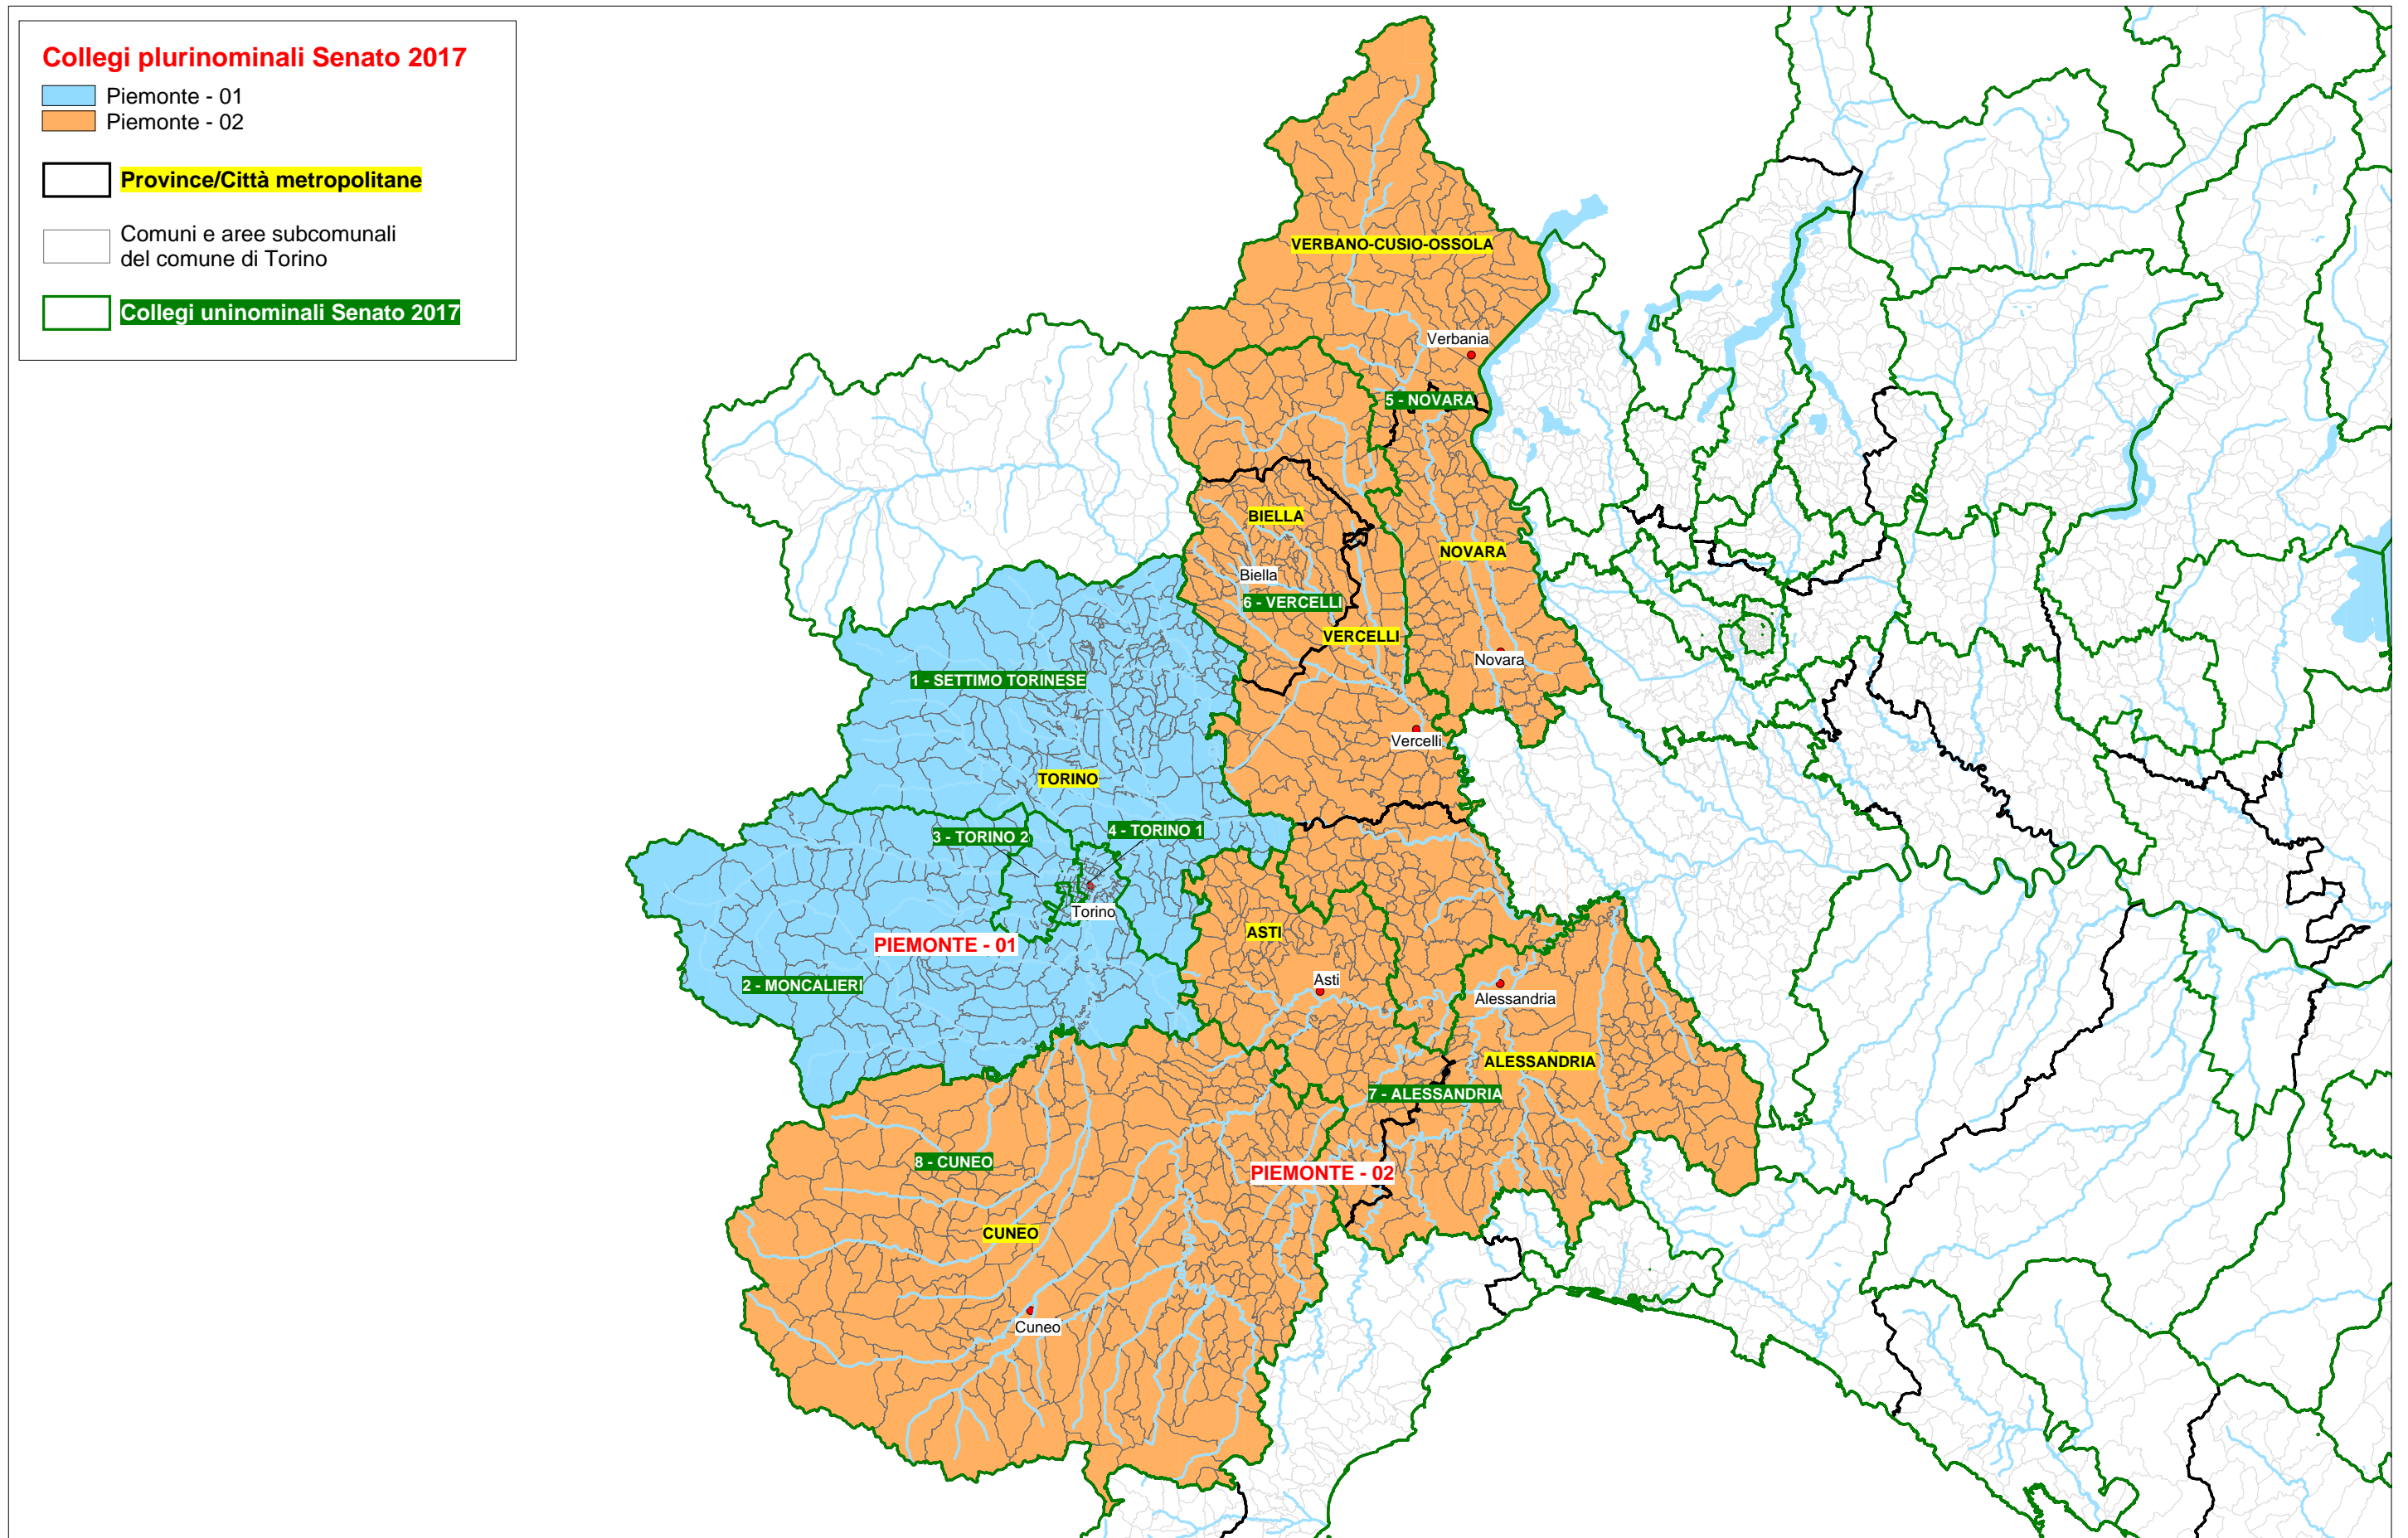 Collegi plurinominali Senato 2017
Piemonte - 01
Piemonte - 02
Province/Città metropolitane
Comuni e aree subcomunali
del comune di Torino
Collegi uninominali Senato 2017
VERBANO-CUSIO-OSSOLA
Verbania
5 - NOVARA
BIELLA
NOVARA
Biella
6 - VERCELLI
VERCELLI
Novara
1 - SETTIMO TORINESE
Vercelli
TORINO
3 - TORINO 2
4 - TORINO 1
Torino
PIEMONTE - 01
ASTI
2 - MONCALIERI
Asti
Alessandria
ALESSANDRIA
7 - ALESSANDRIA
8 - CUNEO
PIEMONTE - 02
CUNEO
Cuneo